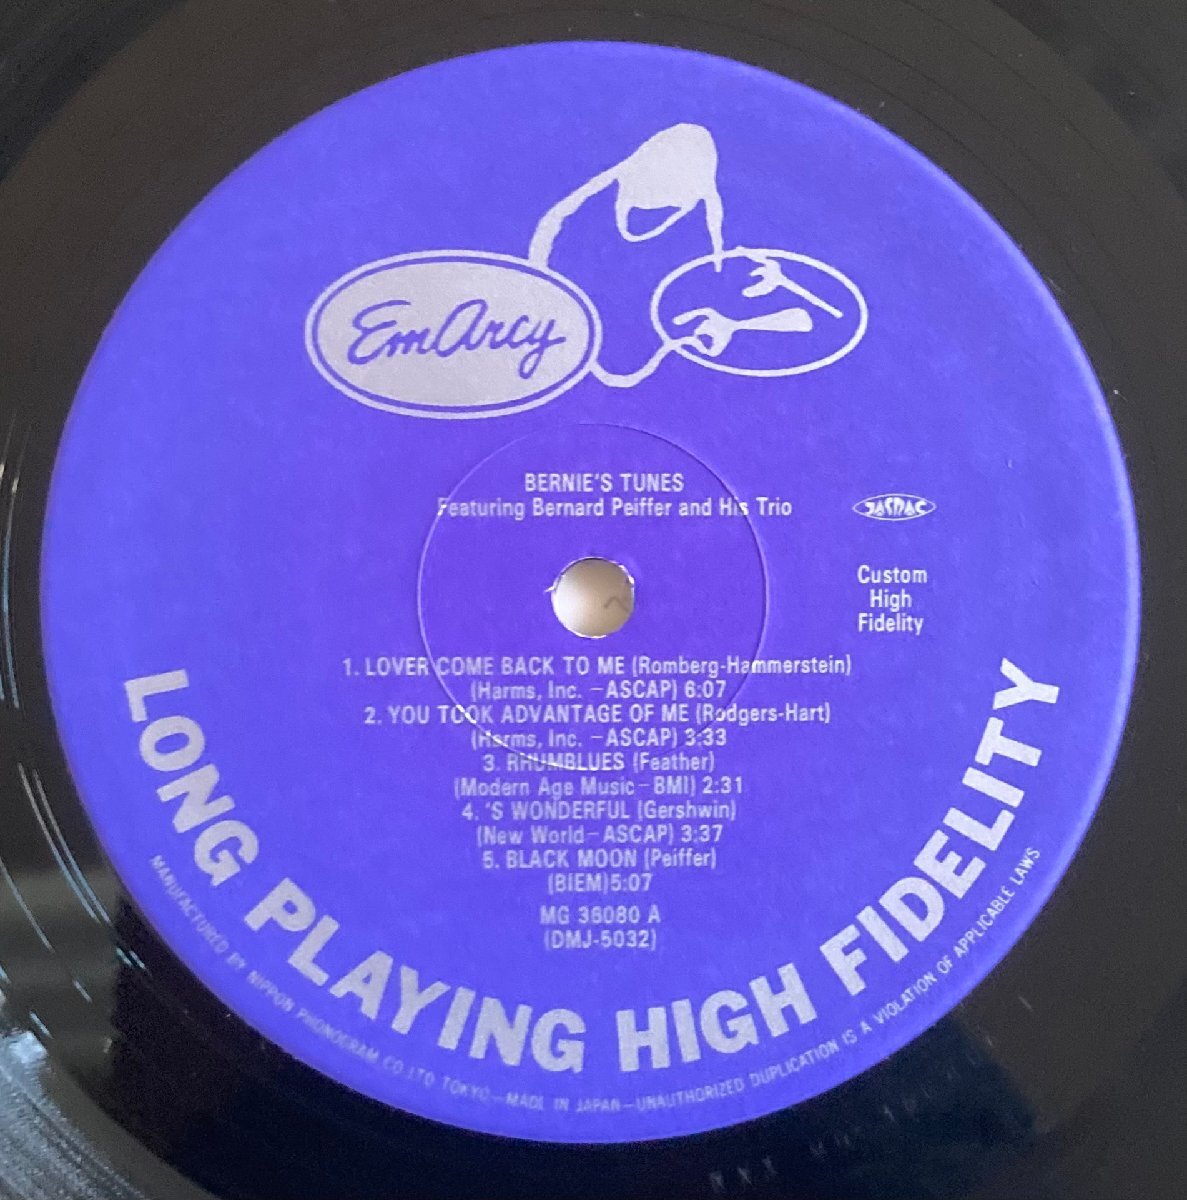 EmArcy
BERNIE'S TUNES
Featuring Bernard Peiffer and His Trio
JASRAC
Custom
High
Fidelity
1. LOVER COME BACK TO ME (Romberg-Hammerstein)
(Harms, Inc. – ASCAP) 6:07
2. YOU TOOK ADVANTAGE OF ME (Rodgers-Hart)
(Harms, Inc. – ASCAP) 3:33
3. RHUMBLUES (Feather)
(Modern Age Music – BMI) 2:31
4. 'S WONDERFUL (Gershwin)
(New World – ASCAP) 3:37
5. BLACK MOON (Peiffer)
(BIEM) 5:07
MG 36080 A
(DMJ-5032)
LONG PLAYING HIGH FIDELITY
MANUFACTURED BY NIPPON PHONOGRAM CO. LTD. TOKYO – MADE IN JAPAN – UNAUTHORIZED DUPLICATION IS A VIOLATION OF APPLICABLE LAWS